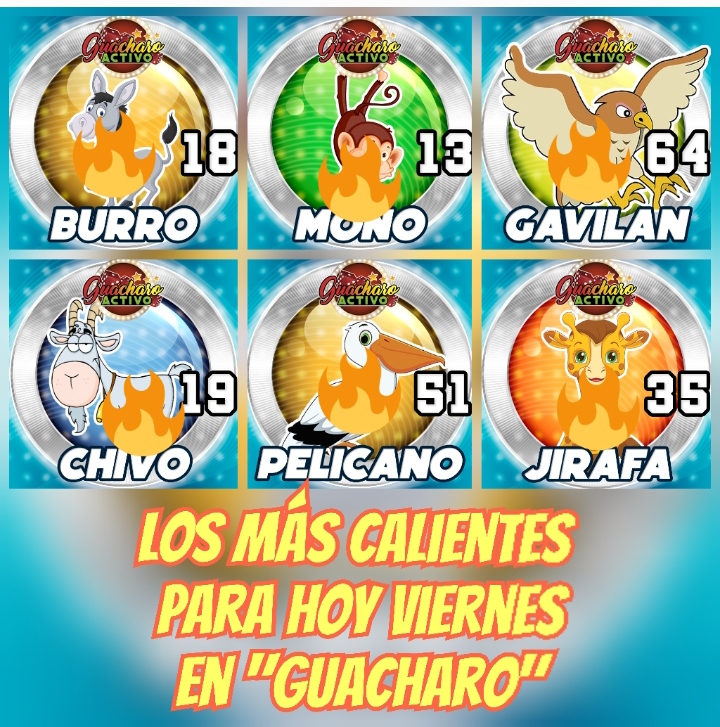 Guacharo
ACTIVO
18
BURRO
Guacharo
ACTIVO
13
MONO
Guacharo
ACTIVO
64
GAVILAN
Guacharo
ACTIVO
19
CHIVO
Guacharo
ACTIVO
51
PELICANO
Guacharo
ACTIVO
35
JIRAFA
LOS MÁS CALIENTES
PARA HOY VIERNES
EN "GUACHARO"